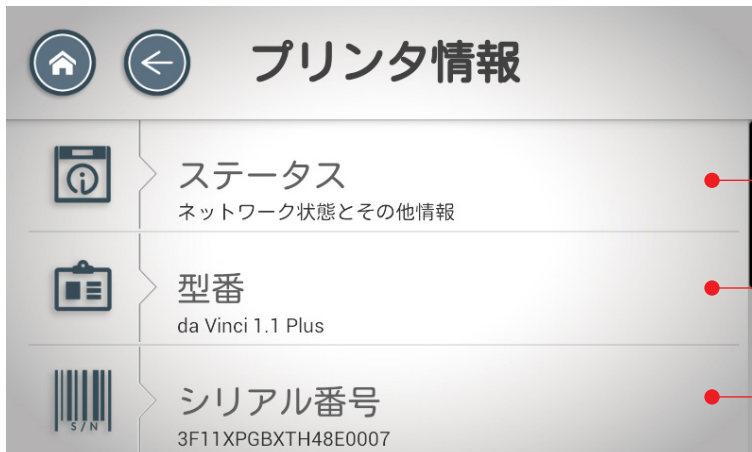 プリンタ情報
ステータス
ネットワーク状態とその他情報
型番
da Vinci 1.1 Plus
シリアル番号
S/N
3F11XPGBXTH48E0007